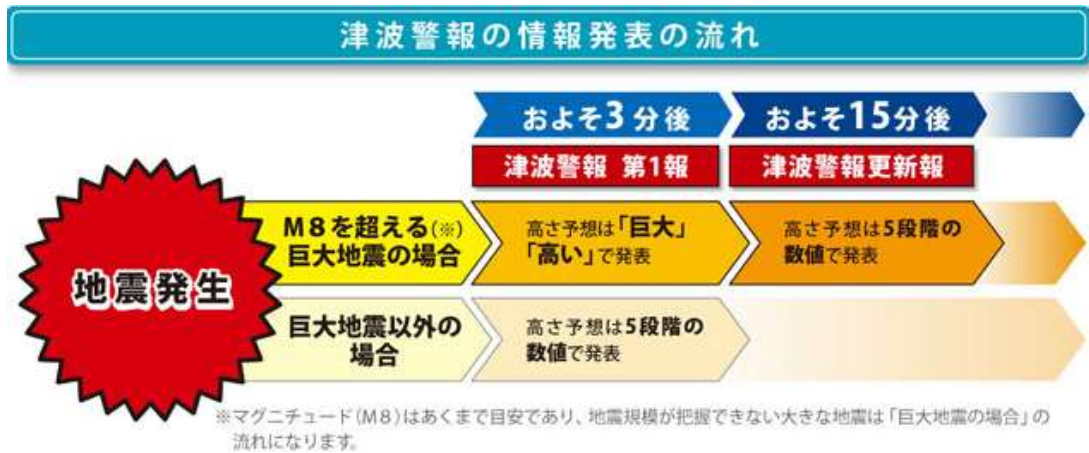 津波警報の情報発表の流れ
およそ3分後
およそ15分後
津波警報 第1報
津波警報更新報
地震発生
M8を超える(※)
巨大地震の場合
高さ予想は「巨大」
「高い」で発表
高さ予想は5段階の
数値で発表
巨大地震以外の
場合
高さ予想は5段階の
数値で発表
※マグニチュード(M8)はあくまで目安であり、地震規模が把握できない大きな地震は「巨大地震の場合」の
流れになります。